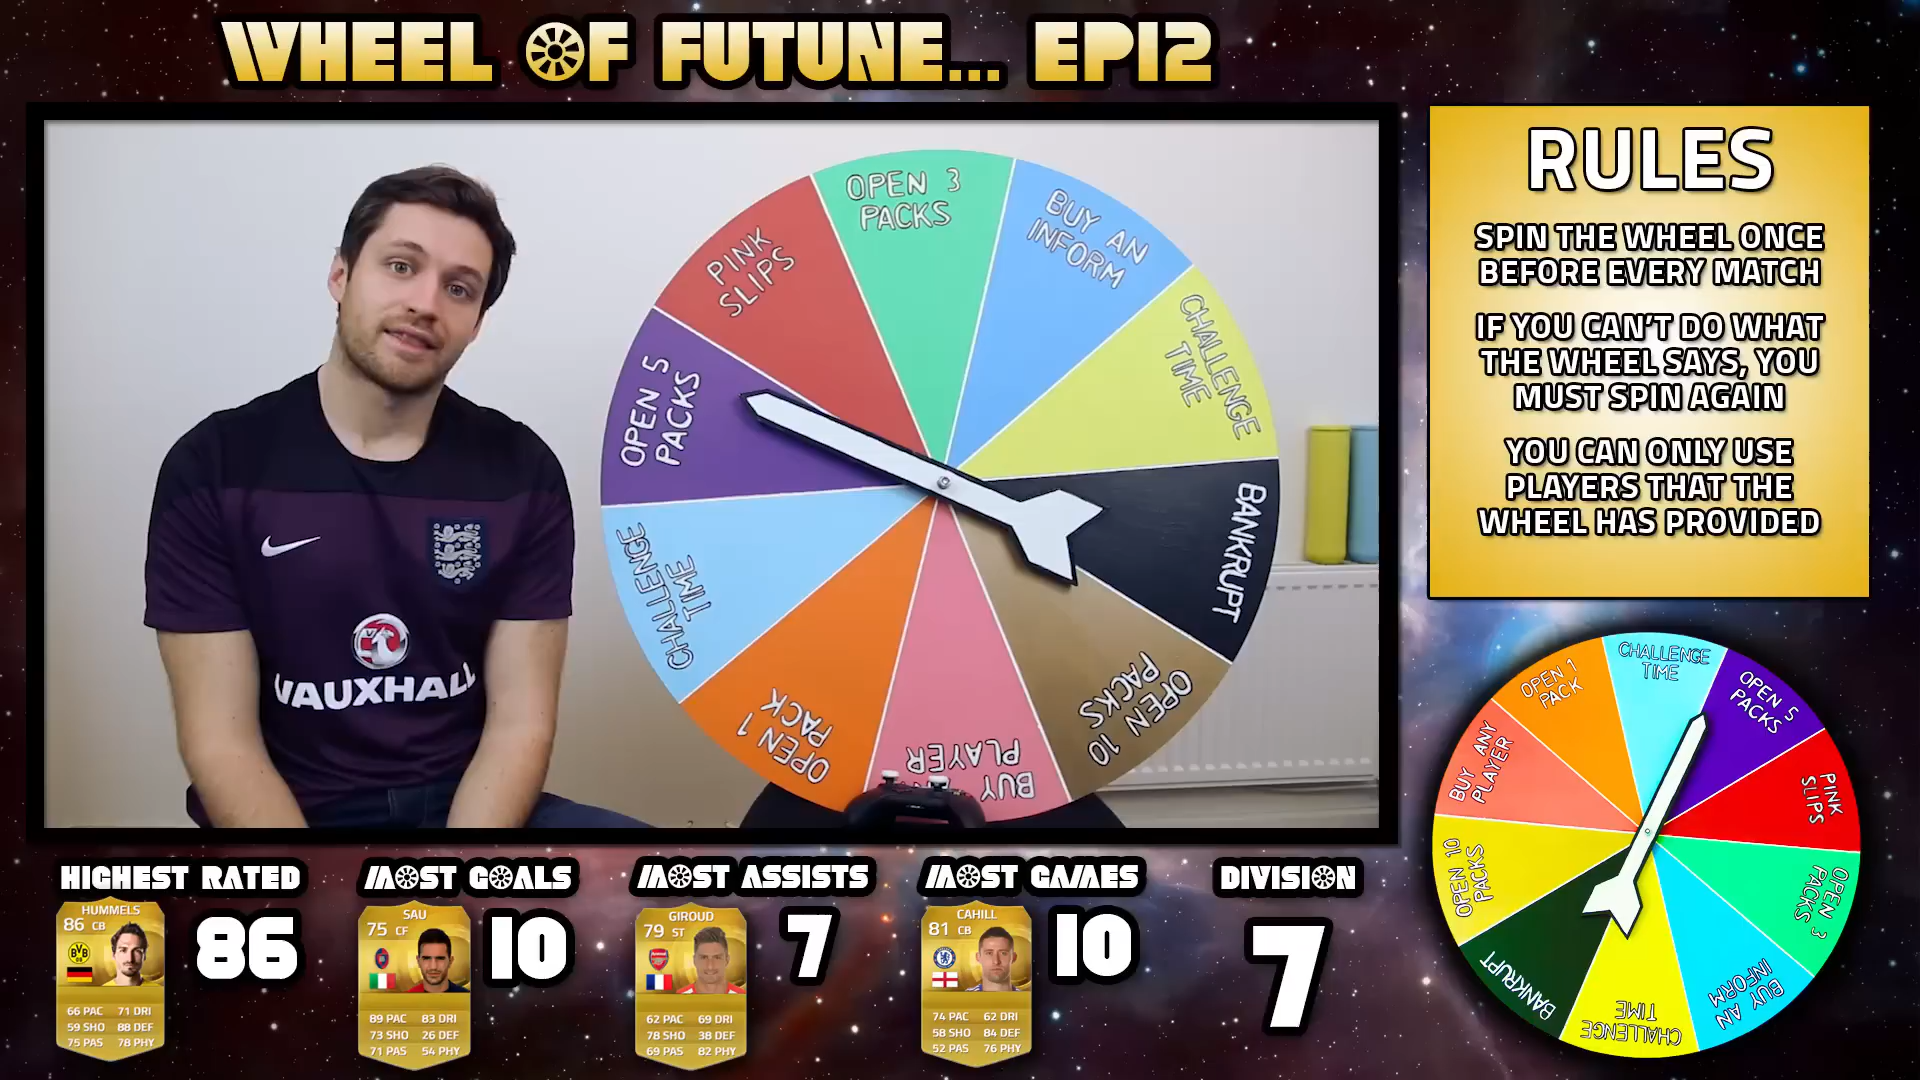 WHEEL OF FUTUNE... EP12
RULES
SPIN THE WHEEL ONCE
BEFORE EVERY MATCH
IF YOU CAN'T DO WHAT
THE WHEEL SAYS, YOU
MUST SPIN AGAIN
YOU CAN ONLY USE
PLAYERS THAT THE
WHEEL HAS PROVIDED
OPEN 3
PACKS
BUY AN
INFORM
CHALLENGE
TIME
BANKRUPT
OPEN 10
PACKS
BUY
PLAYER
OPEN 1
PACK
CHALLENGE
TIME
OPEN 5
PACKS
PINK
SLIPS
VAUXHALL
CHALLENGE
TIME
OPEN 5
PACKS
PINK
SLIPS
OPEN 3
PACKS
BUY AN
INFORM
CHALLENGE
TIME
BANKRUPT
OPEN 10
PACKS
BUY ANY
PLAYER
OPEN 1
PACK
HIGHEST RATED
HUMMELS
86 CB
BVB
09
66 PAC 71 DRI
59 SHO 88 DEF
75 PAS 78 PHY
86
MOST GOALS
SAU
75 CF
89 PAC 83 DRI
73 SHO 26 DEF
71 PAS 54 PHY
10
MOST ASSISTS
GIROUD
79 ST
62 PAC 69 DRI
78 SHO 38 DEF
69 PAS 82 PHY
7
MOST GAMES
CAHILL
81 CB
74 PAC 62 DRI
58 SHO 84 DEF
52 PAS 76 PHY
10
DIVISION
7